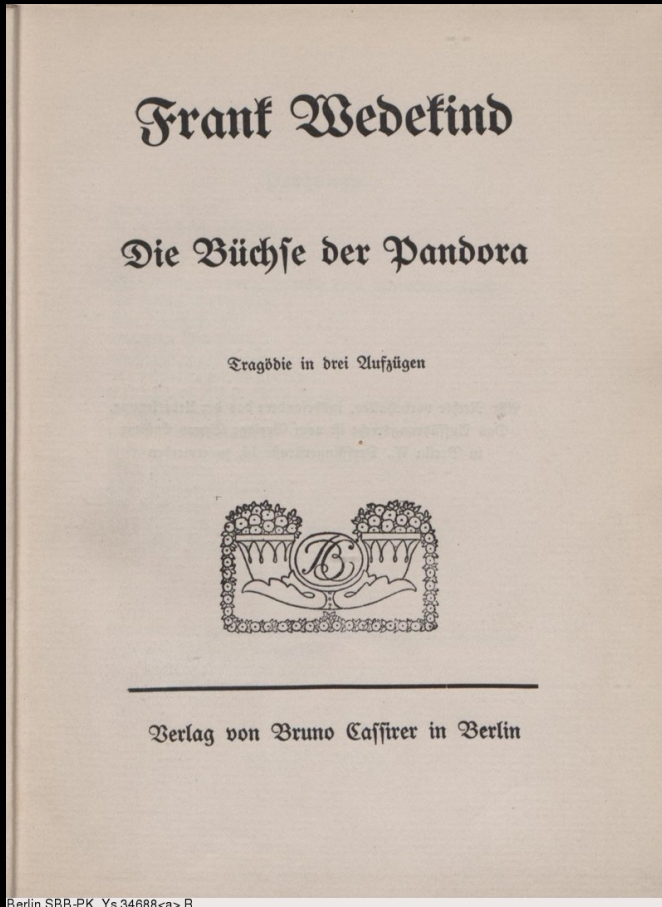 Frank Wedekind
Die Büchse der Pandora
Tragödie in drei Aufzügen
BC
Verlag von Bruno Cassirer in Berlin
Berlin SBB-PK, Ys 34688<a> R